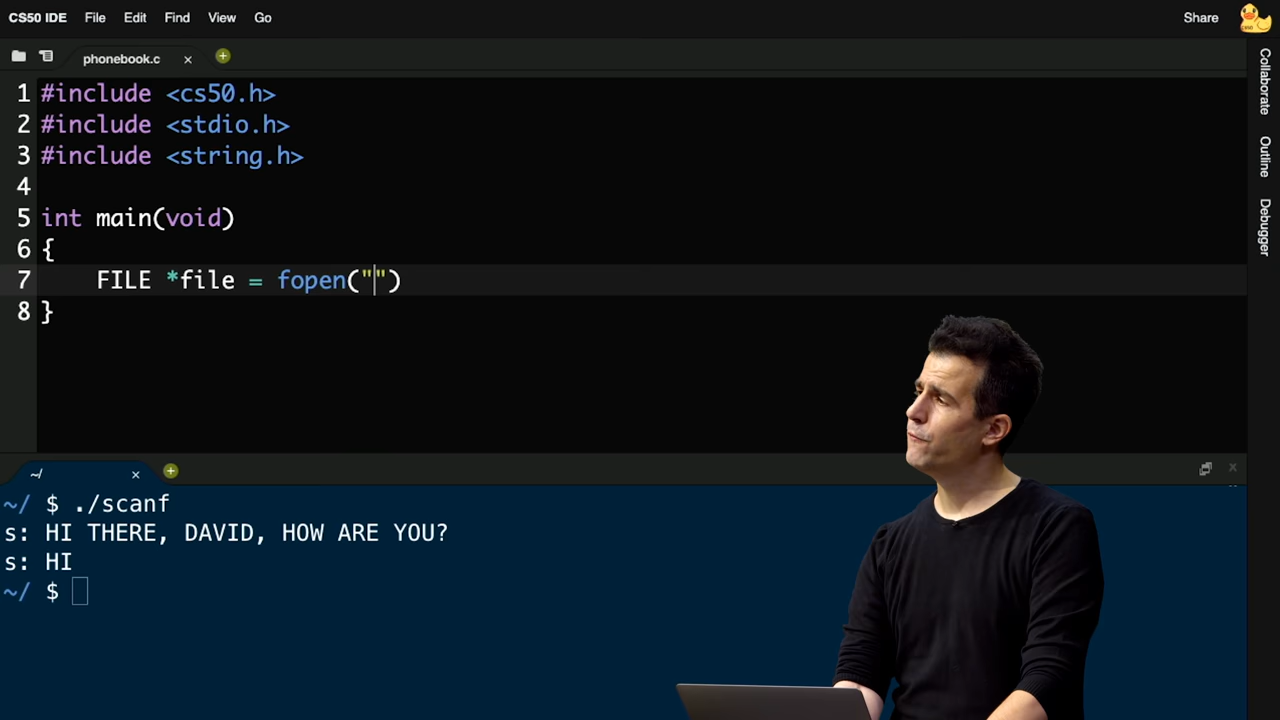 CS50 IDE File Edit Find View Go Share
phonebook.c
1 #include <cs50.h>
2 #include <stdio.h>
3 #include <string.h>
4
5 int main(void)
6 {
7     FILE *file = fopen("")
8 }
Collaborate
Outline
Debugger
~/
~/ $ ./scanf
s: HI THERE, DAVID, HOW ARE YOU?
s: HI
~/ $